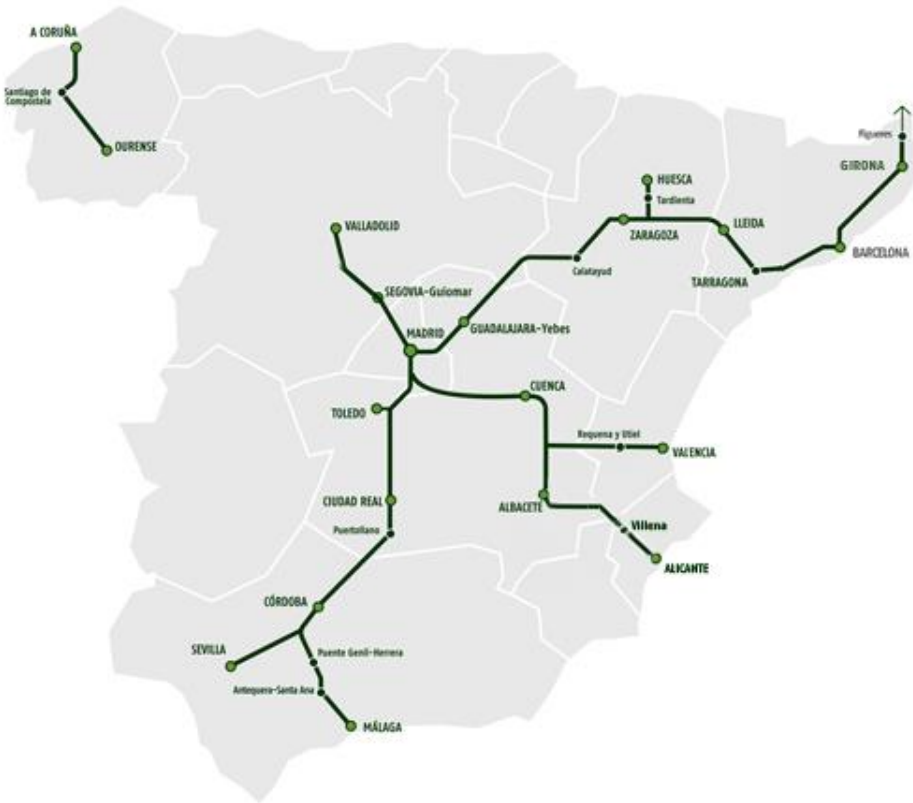 A CORUÑA
Santiago de
Compostela
OURENSE
Figueres
GIRONA
HUESCA
Tardienta
ZARAGOZA
LLEIDA
BARCELONA
TARRAGONA
Calatayud
VALLADOLID
SEGOVIA-Guiomar
GUADALAJARA-Yebes
MADRID
TOLEDO
CUENCA
Requena y Utiel
VALENCIA
CIUDAD REAL
ALBACETE
Puertollano
Villena
ALICANTE
CÓRDOBA
SEVILLA
Puente Genil-Herrera
Antequera-Santa Ana
MÁLAGA